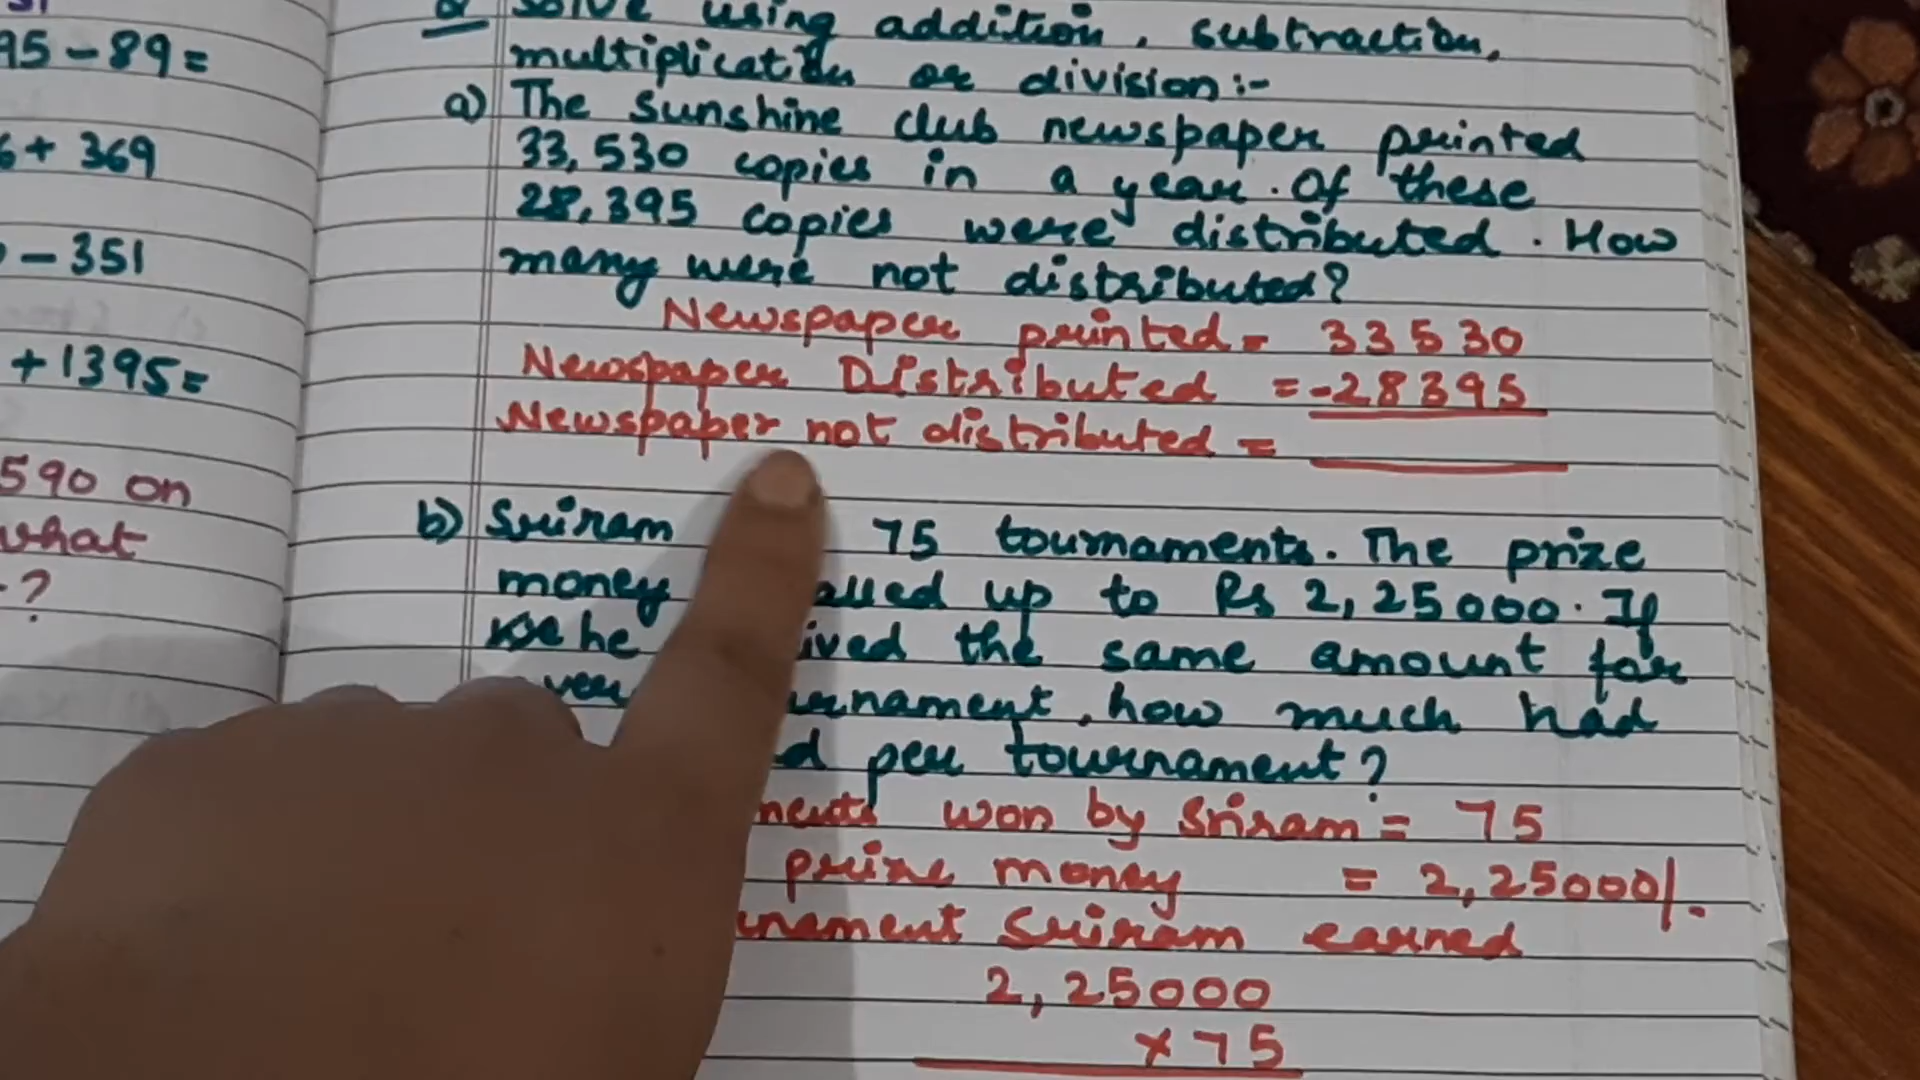 95 - 89 =
6 + 369
- 351
+ 1395 =
590 on
what
?
Solve using addition, subtraction,
multiplication or division :-
a) The Sunshine club newspaper printed
33,530 copies in a year. Of these
28,395 copies were distributed. How
many were not distributed?
Newspaper printed = 33530
Newspaper Distributed = -28395
Newspaper not distributed =
b) Sriram 75 tournaments. The prize
money up to Rs 2,25000. If
he the same amount for
, how much had
per tournament?
won by Sriram = 75
prize money = 2,25000/.
Sriram earned
2,25000
× 75